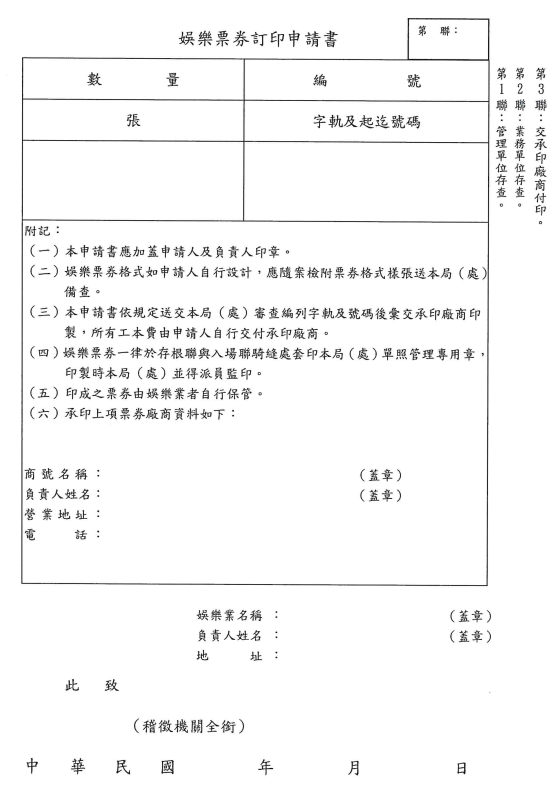 娛樂票券訂印申請書
第　聯：
數　量　編　號
張　字軌及起迄號碼
附記：
（一）本申請書應加蓋申請人及負責人印章。
（二）娛樂票券格式如申請人自行設計，應隨案檢附票券格式樣張送本局（處）
備查。
（三）本申請書依規定送交本局（處）審查編列字軌及號碼後彙交承印廠商印
製，所有工本費由申請人自行交付承印廠商。
（四）娛樂票券一律於存根聯與入場聯騎縫處套印本局（處）單照管理專用章，
印製時本局（處）並得派員監印。
（五）印成之票券由娛樂業者自行保管。
（六）承印上項票券廠商資料如下：
商號名稱：　（蓋章）
負責人姓名：　（蓋章）
營業地址：
電　話：
第1聯：管理單位存查。
第2聯：業務單位存查。
第3聯：交承印廠商付印。
娛樂業名稱：　（蓋章）
負責人姓名：　（蓋章）
地　址：
此　致
（稽徵機關全銜）
中　華　民　國　年　月　日